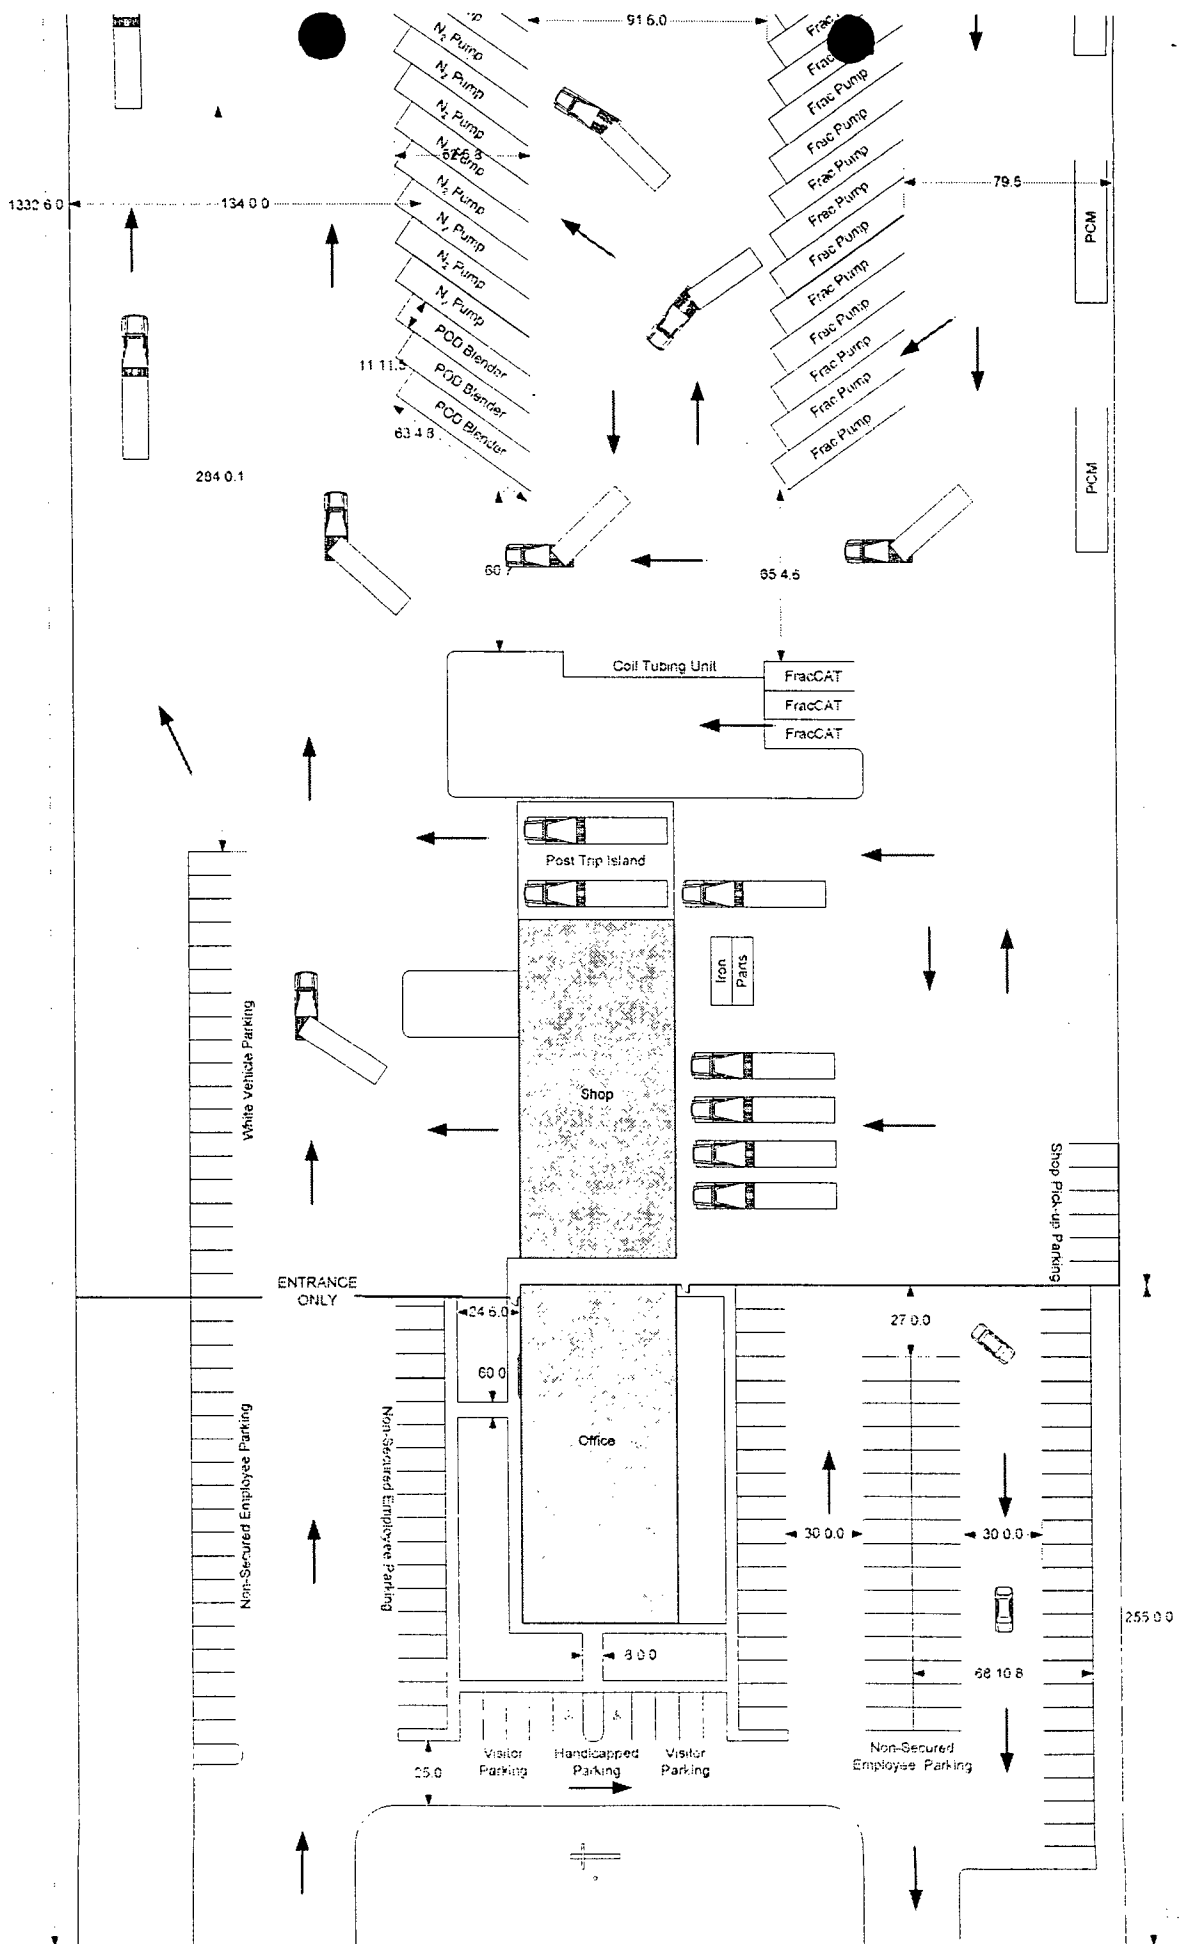 91 6.0
N2 Pump
N2 Pump
N2 Pump
N2 Pump
N2 Pump
N2 Pump
N2 Pump
POD Blender
POD Blender
POD Blender
Frac Pump
Frac Pump
Frac Pump
Frac Pump
Frac Pump
Frac Pump
Frac Pump
Frac Pump
Frac Pump
Frac Pump
1332 6.0
134 0.0
79.5
PCM
PCM
11 11.5
63 4.8
284 0.1
65 4.6
Coil Tubing Unit
FracCAT
FracCAT
FracCAT
Post Trip Island
Iron
Parts
White Vehicle Parking
Shop
Shop Pick-up Parking
ENTRANCE
ONLY
24 6.0
27 0.0
60.0
Office
Non-Secured Employee Parking
Non-Secured Employee Parking
30 0.0
30 0.0
255 0.0
8 0.0
68 10.8
Visitor
Parking
Handicapped
Parking
Visitor
Parking
Non-Secured
Employee Parking
25.0